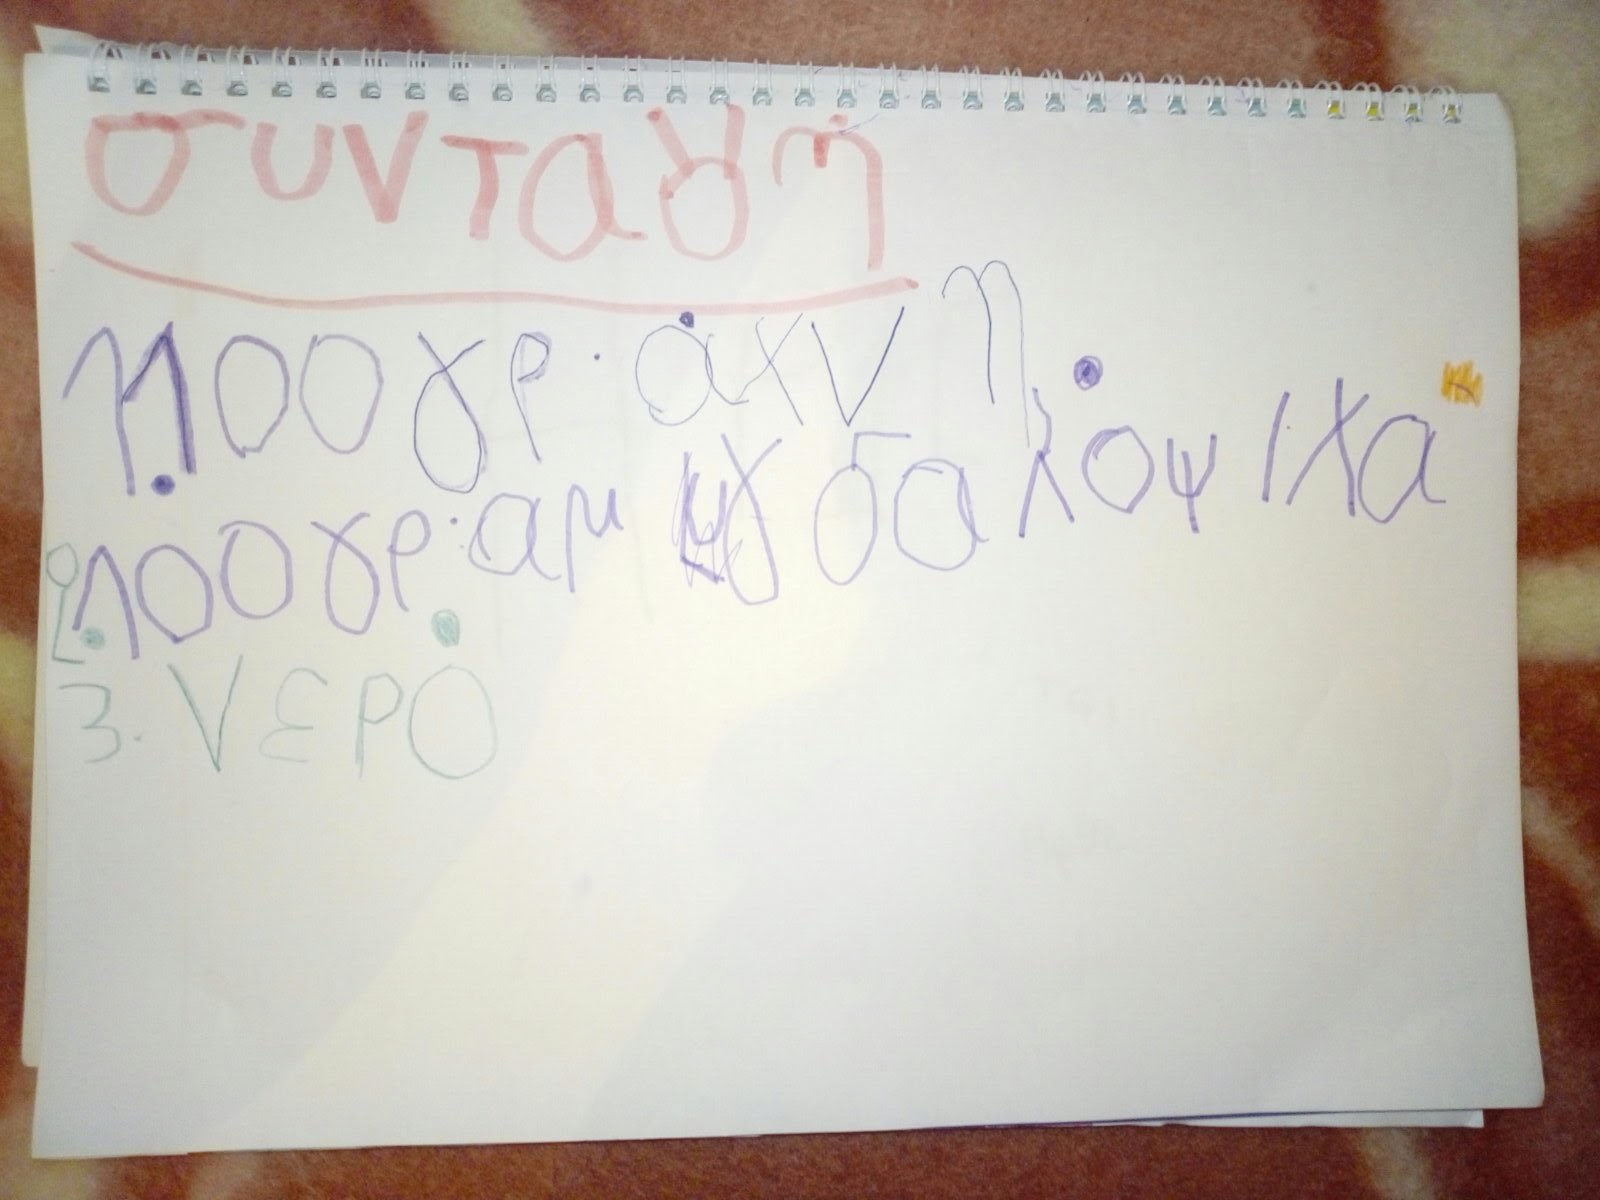 συνταγή
1. 100 γρ. άχνη
2. 100 γρ. αμυγδαλόψιχα
3. νερό